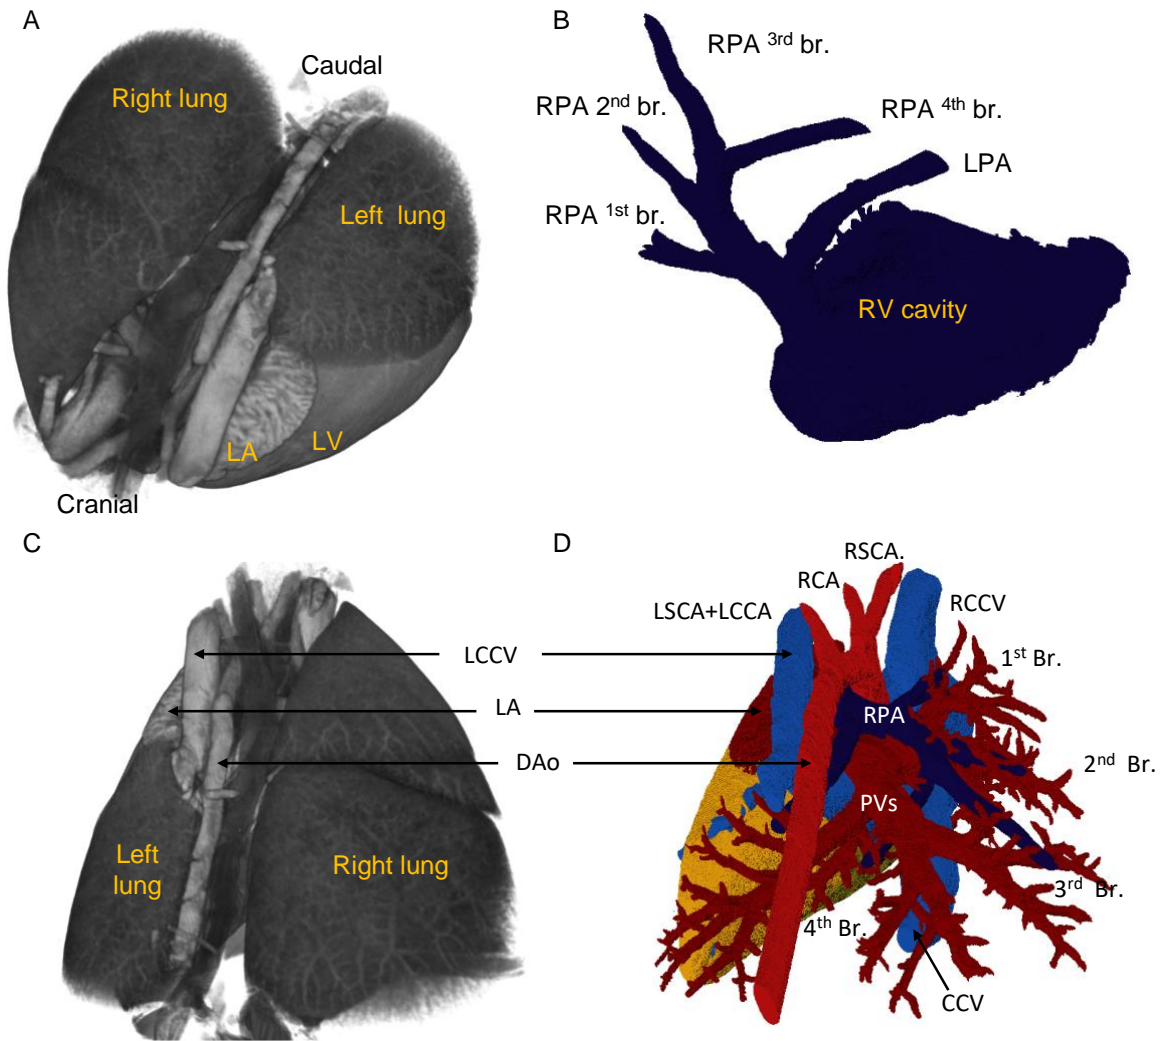 A
Caudal
Right lung
Left lung
LA
LV
Cranial
B
RPA 3rd br.
RPA 2nd br.
RPA 4th br.
LPA
RPA 1st br.
RV cavity
C
LCCV
LA
DAo
Left
lung
Right lung
D
RSCA.
RCA
LSCA+LCCA
RCCV
1st Br.
RPA
2nd Br.
PVs
3rd Br.
4th Br.
CCV